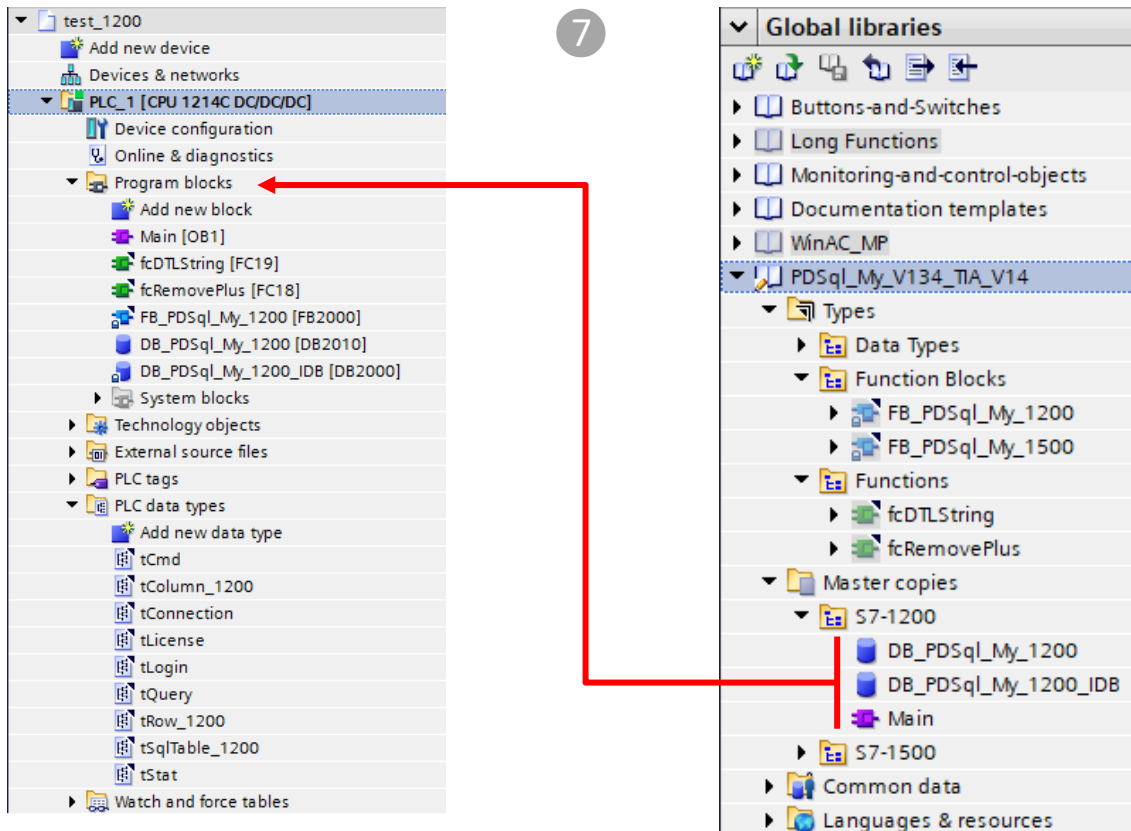 test_1200
Add new device
Devices & networks
PLC_1 [CPU 1214C DC/DC/DC]
Device configuration
Online & diagnostics
Program blocks
Add new block
Main [OB1]
fcDTLString [FC19]
fcRemovePlus [FC18]
FB_PDSql_My_1200 [FB2000]
DB_PDSql_My_1200 [DB2010]
DB_PDSql_My_1200_IDB [DB2000]
System blocks
Technology objects
External source files
PLC tags
PLC data types
Add new data type
tCmd
tColumn_1200
tConnection
tLicense
tLogin
tQuery
tRow_1200
tSqlTable_1200
tStat
Watch and force tables
7
Global libraries
Buttons-and-Switches
Long Functions
Monitoring-and-control-objects
Documentation templates
WinAC_MP
PDSql_My_V134_TIA_V14
Types
Data Types
Function Blocks
FB_PDSql_My_1200
FB_PDSql_My_1500
Functions
fcDTLString
fcRemovePlus
Master copies
S7-1200
DB_PDSql_My_1200
DB_PDSql_My_1200_IDB
Main
S7-1500
Common data
Languages & resources